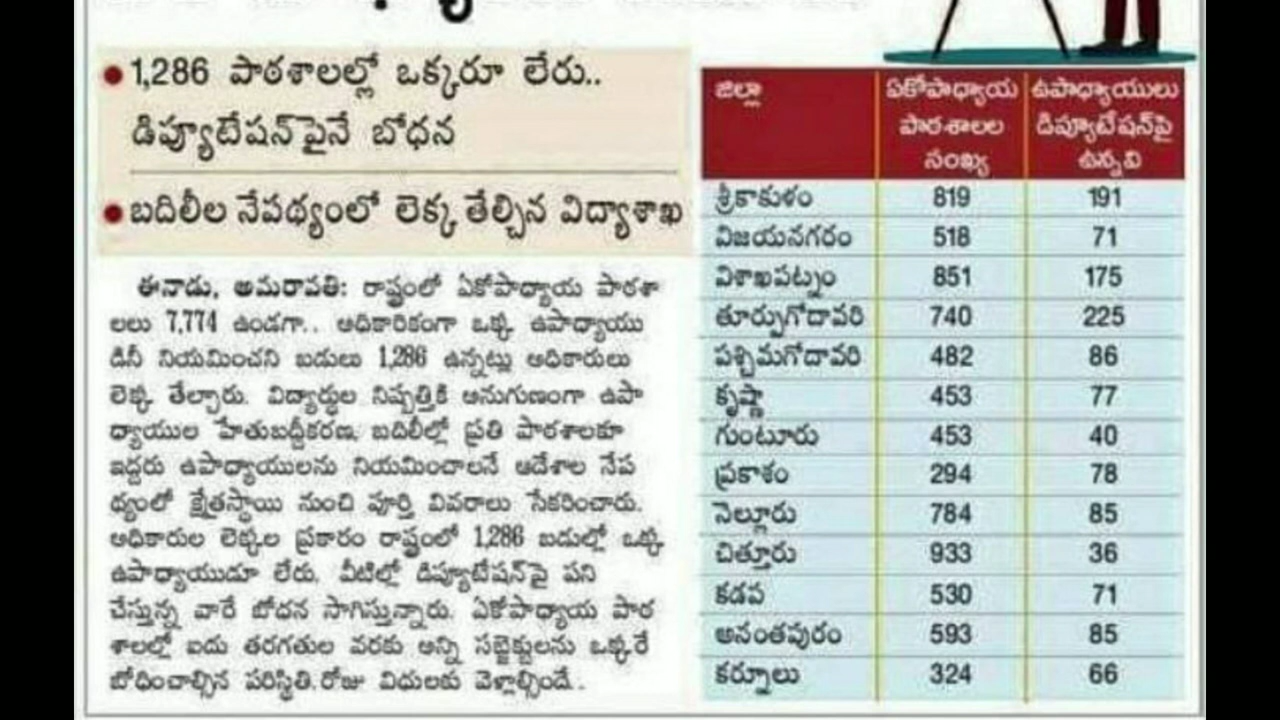 1,286 పాఠశాలల్లో ఒక్కరూ లేరు..
డిప్యూటేషన్‌పైనే బోధన
బదిలీల నేపథ్యంలో లెక్క తేల్చిన విద్యాశాఖ
ఈనాడు, అమరావతి: రాష్ట్రంలో ఏకోపాధ్యాయ పాఠశా
లలు 7,774 ఉండగా.. అధికారికంగా ఒక్క ఉపాధ్యాయు
డినీ నియమించని బడులు 1,286 ఉన్నట్లు అధికారులు
లెక్క తేల్చారు. విద్యార్థుల నిష్పత్తికి అనుగుణంగా ఉపా
ధ్యాయుల హేతుబద్ధీకరణ, బదిలీల్లో ప్రతి పాఠశాలకూ
ఇద్దరు ఉపాధ్యాయులను నియమించాలనే ఆదేశాల నేప
థ్యంలో క్షేత్రస్థాయి నుంచి పూర్తి వివరాలు సేకరించారు.
అధికారుల లెక్కల ప్రకారం రాష్ట్రంలో 1,286 బడుల్లో ఒక్క
ఉపాధ్యాయుడూ లేరు. వీటిల్లో డిప్యూటేషన్‌పై పని
చేస్తున్న వారే బోధన సాగిస్తున్నారు. ఏకోపాధ్యాయ పాఠ
శాలల్లో ఐదు తరగతుల వరకు అన్ని సబ్జెక్టులను ఒక్కరే
బోధించాల్సిన పరిస్థితి. రోజు విధులకు వెళ్లాల్సిందే..
జిల్లా ఏకోపాధ్యాయ పాఠశాలల సంఖ్య ఉపాధ్యాయులు డిప్యూటేషన్‌పై ఉన్నవి
శ్రీకాకుళం 819 191
విజయనగరం 518 71
విశాఖపట్నం 851 175
తూర్పుగోదావరి 740 225
పశ్చిమగోదావరి 482 86
కృష్ణా 453 77
గుంటూరు 453 40
ప్రకాశం 294 78
నెల్లూరు 784 85
చిత్తూరు 933 36
కడప 530 71
అనంతపురం 593 85
కర్నూలు 324 66